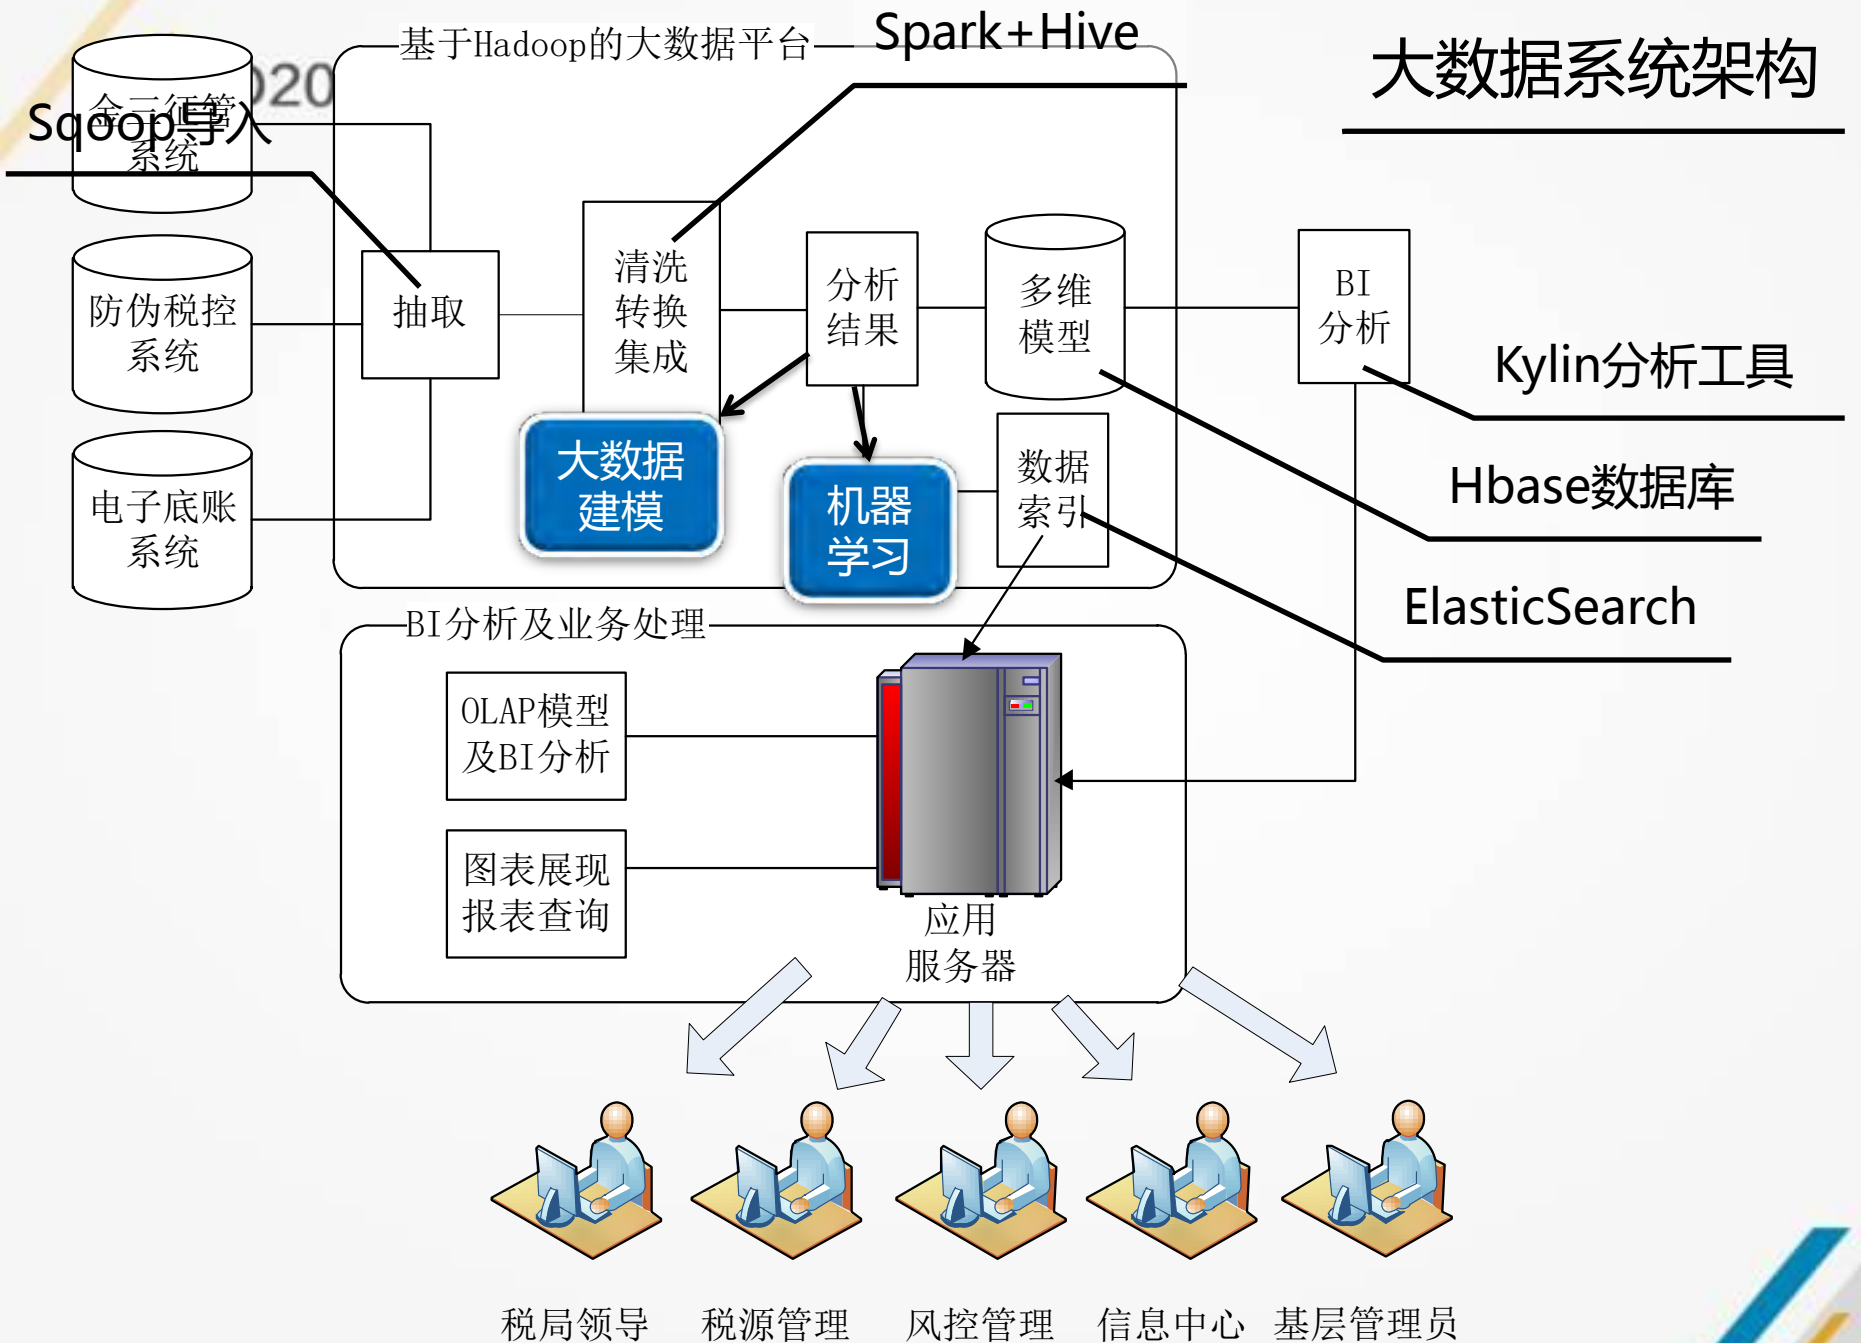 基于Hadoop的大数据平台
Spark+Hive
大数据系统架构
D20
金三征管
系统
Sqoop导入
防伪税控
系统
电子底账
系统
抽取
清洗
转换
集成
分析
结果
多维
模型
BI
分析
Kylin分析工具
大数据
建模
机器
学习
数据
索引
Hbase数据库
ElasticSearch
BI分析及业务处理
OLAP模型
及BI分析
图表展现
报表查询
应用
服务器
税局领导
税源管理
风控管理
信息中心
基层管理员